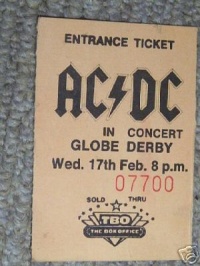 ENTRANCE TICKET
AC⚡DC
IN CONCERT
GLOBE DERBY
Wed. 17th Feb. 8 p.m.
07700
SOLD THRU
TBO
THE BOX OFFICE